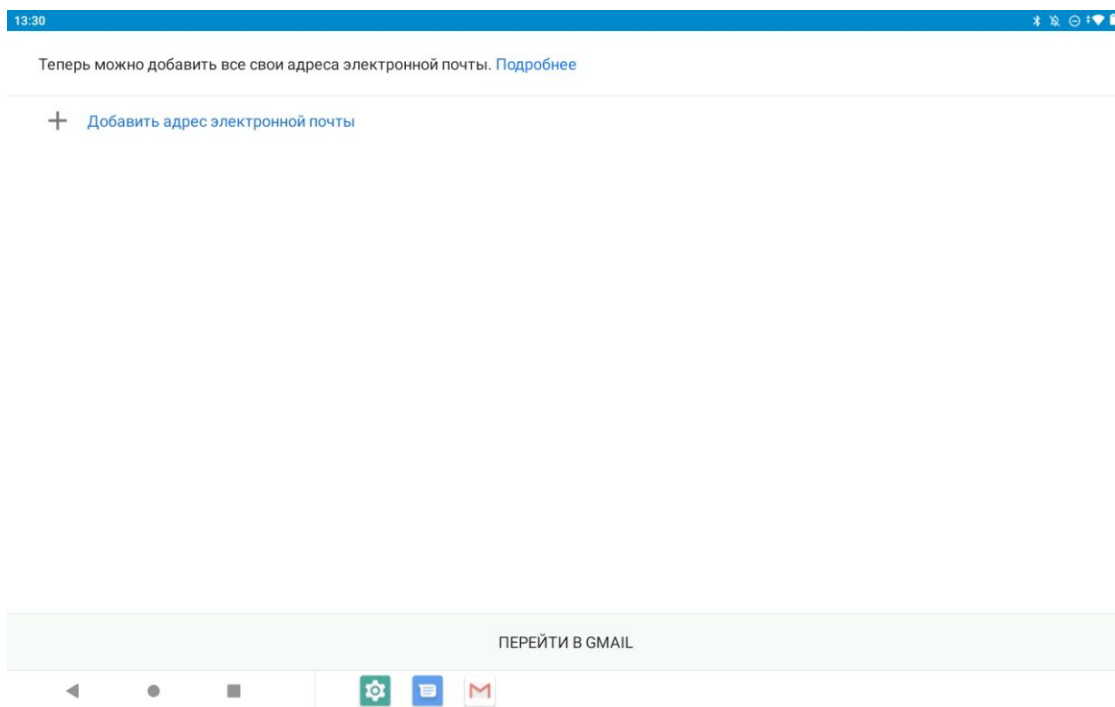 13:30
Теперь можно добавить все свои адреса электронной почты. Подробнее
Добавить адрес электронной почты
ПЕРЕЙТИ В GMAIL